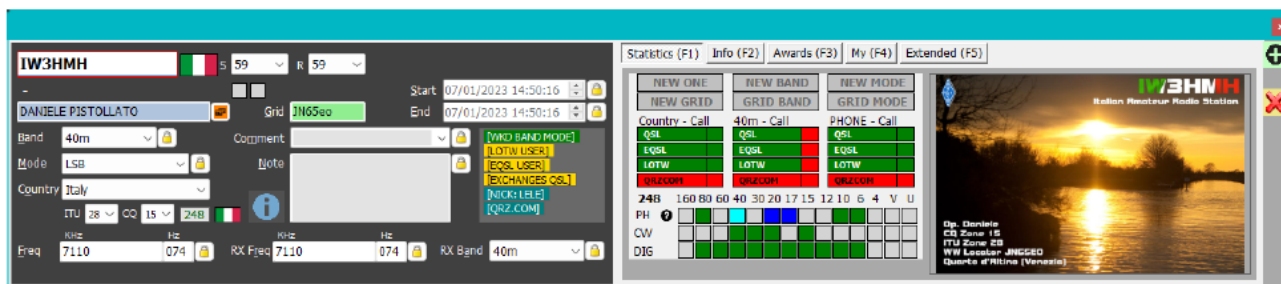 IW3HMH S 59 R 59
-
Start 07/01/2023 14:50:16
DANIELE PISTOLLATO Grid JN65eo End 07/01/2023 14:50:16
Band 40m Comment
Mode LSB Note
Country Italy
ITU 28 CQ 15 248
[WKD BAND MODE]
[LOTW USER]
[EQSL USER]
[EXCHANGES QSL]
[NICK: LELE]
[QRZ.COM]
KHz Hz KHz Hz
Freq 7110 074 RX Freq 7110 074 RX Band 40m
Statistics (F1) Info (F2) Awards (F3) My (F4) Extended (F5)
NEW ONE NEW BAND NEW MODE
NEW GRID GRID BAND GRID MODE
Country - Call 40m - Call PHONE - Call
QSL QSL QSL
EQSL EQSL EQSL
LOTW LOTW LOTW
QRZCOM QRZCOM QRZCOM
248 160 80 60 40 30 20 17 15 12 10 6 4 V U
PH ?
CW
DIG
IW3HMH
Italian Amateur Radio Station
Op. Daniele
CQ Zone 15
ITU Zone 28
WW Locator JN65EO
Quarto d'Altino (Venezia)